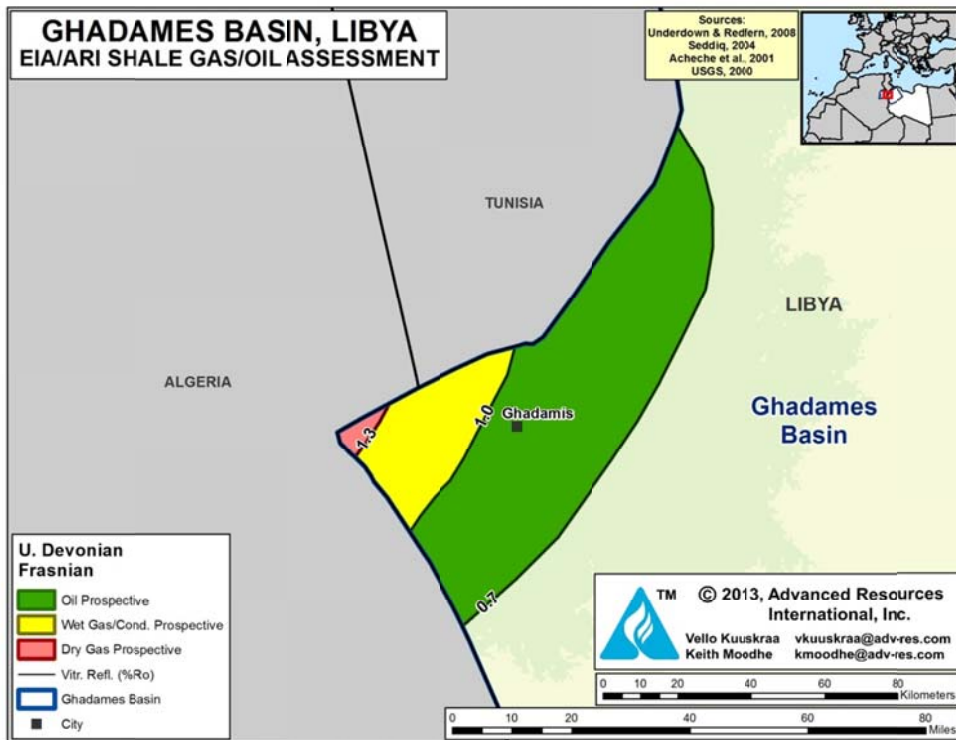 GHADAMES BASIN, LIBYA
EIA/ARI SHALE GAS/OIL ASSESSMENT
Sources:
Underdown & Redfern, 2008
Seddiq, 2004
Acheche et al. 2001
USGS, 2000
TUNISIA
LIBYA
ALGERIA
Ghadamis
Ghadames
Basin
1.3
1.0
0.7
U. Devonian
Frasnian
Oil Prospective
Wet Gas/Cond. Prospective
Dry Gas Prospective
Vitr. Refl. (%Ro)
Ghadames Basin
City
TM
© 2013, Advanced Resources
International, Inc.
Vello Kuuskraa vkuuskraa@adv-res.com
Keith Moodhe kmoodhe@adv-res.com
0 10 20 40 60 80
Kilometers
0 10 20 40 60 80
Miles